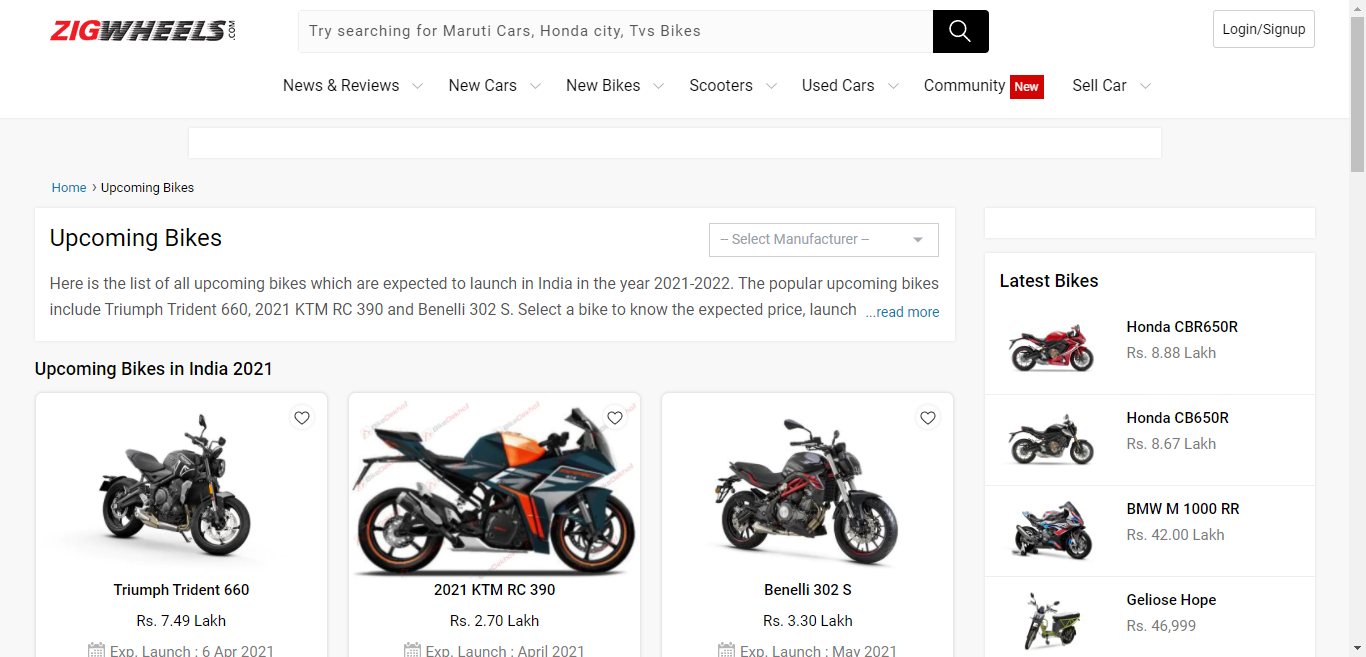 ZIGWHEELS.COM
Try searching for Maruti Cars, Honda city, Tvs Bikes
Login/Signup
News & Reviews
New Cars
New Bikes
Scooters
Used Cars
Community New
Sell Car
Home › Upcoming Bikes
Upcoming Bikes
-- Select Manufacturer --
Here is the list of all upcoming bikes which are expected to launch in India in the year 2021-2022. The popular upcoming bikes
include Triumph Trident 660, 2021 KTM RC 390 and Benelli 302 S. Select a bike to know the expected price, launch ...read more
Upcoming Bikes in India 2021
Triumph Trident 660
Rs. 7.49 Lakh
Exp. Launch : 6 Apr 2021
2021 KTM RC 390
Rs. 2.70 Lakh
Exp. Launch : April 2021
Benelli 302 S
Rs. 3.30 Lakh
Exp. Launch : May 2021
Latest Bikes
Honda CBR650R
Rs. 8.88 Lakh
Honda CB650R
Rs. 8.67 Lakh
BMW M 1000 RR
Rs. 42.00 Lakh
Geliose Hope
Rs. 46,999